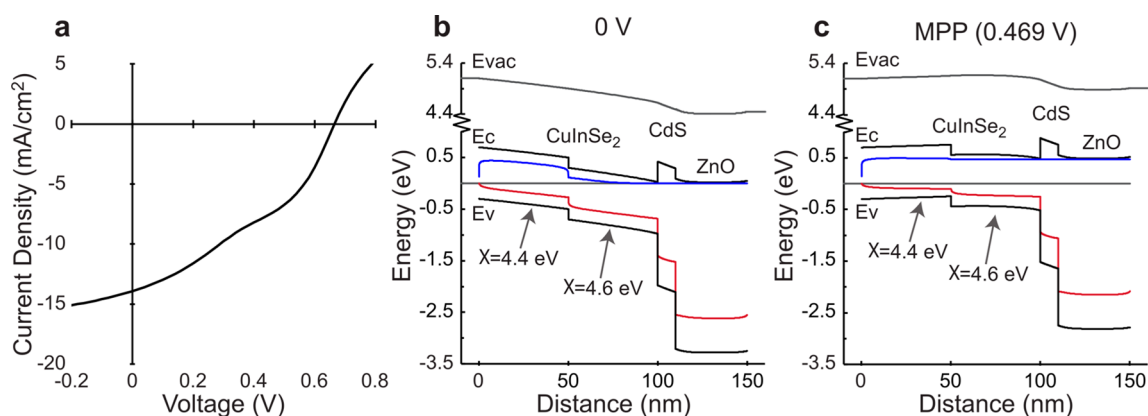 a
5
0
-5
-10
-15
-20
Current Density (mA/cm²)
-0.2 0 0.2 0.4 0.6 0.8
Voltage (V)
b
0 V
Evac
5.4
4.4
Ec
CuInSe₂
CdS
ZnO
0.5
-0.5
-1.5
-2.5
-3.5
Ev
χ=4.4 eV
χ=4.6 eV
Energy (eV)
0 50 100 150
Distance (nm)
c
MPP (0.469 V)
Evac
5.4
4.4
Ec
CuInSe₂
CdS
ZnO
0.5
-0.5
-1.5
-2.5
-3.5
Ev
χ=4.4 eV
χ=4.6 eV
Energy (eV)
0 50 100 150
Distance (nm)